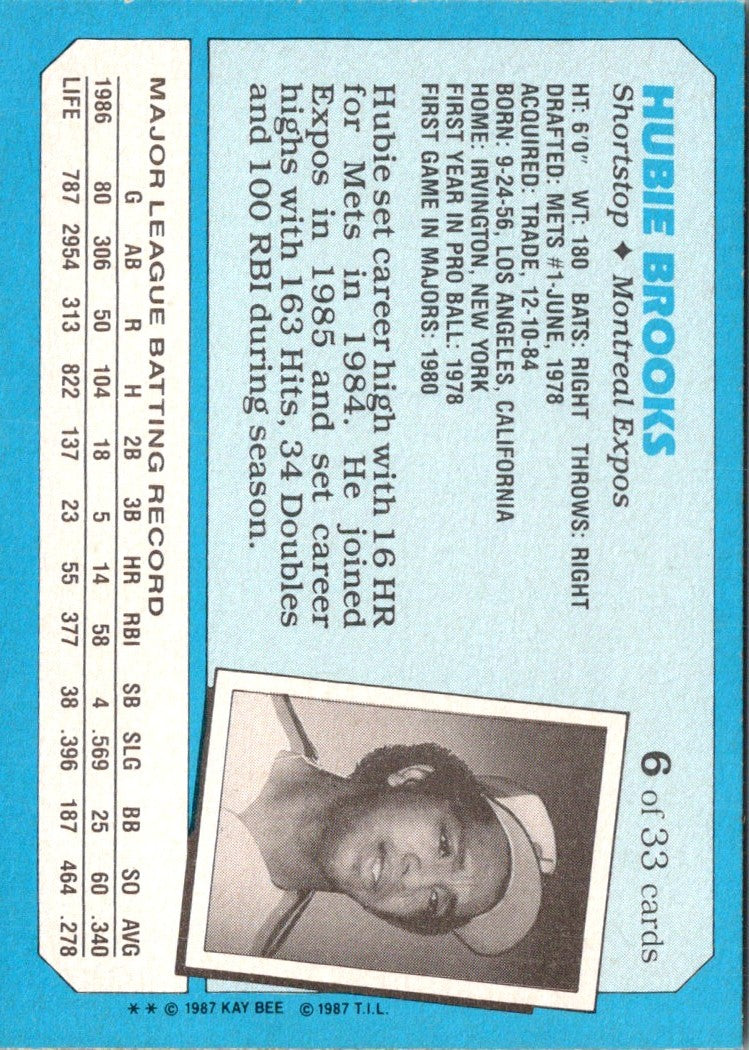 HUBIE BROOKS
Shortstop ♦ Montreal Expos
6 of 33 cards
HT: 6'0" WT: 180 BATS: RIGHT THROWS: RIGHT
DRAFTED: METS #1-JUNE, 1978
ACQUIRED: TRADE, 12-10-84
BORN: 9-24-56, LOS ANGELES, CALIFORNIA
HOME: IRVINGTON, NEW YORK
FIRST YEAR IN PRO BALL: 1978
FIRST GAME IN MAJORS: 1980
Hubie set career high with 16 HR
for Mets in 1984. He joined
Expos in 1985 and set career
highs with 163 Hits, 34 Doubles
and 100 RBI during season.
MAJOR LEAGUE BATTING RECORD
G AB R H 2B 3B HR RBI SB SLG BB SO AVG
1986 80 306 50 104 18 5 14 58 4 .569 25 60 .340
LIFE 787 2954 313 822 137 23 55 377 38 .396 187 464 .278
** © 1987 KAY BEE © 1987 T.I.L.